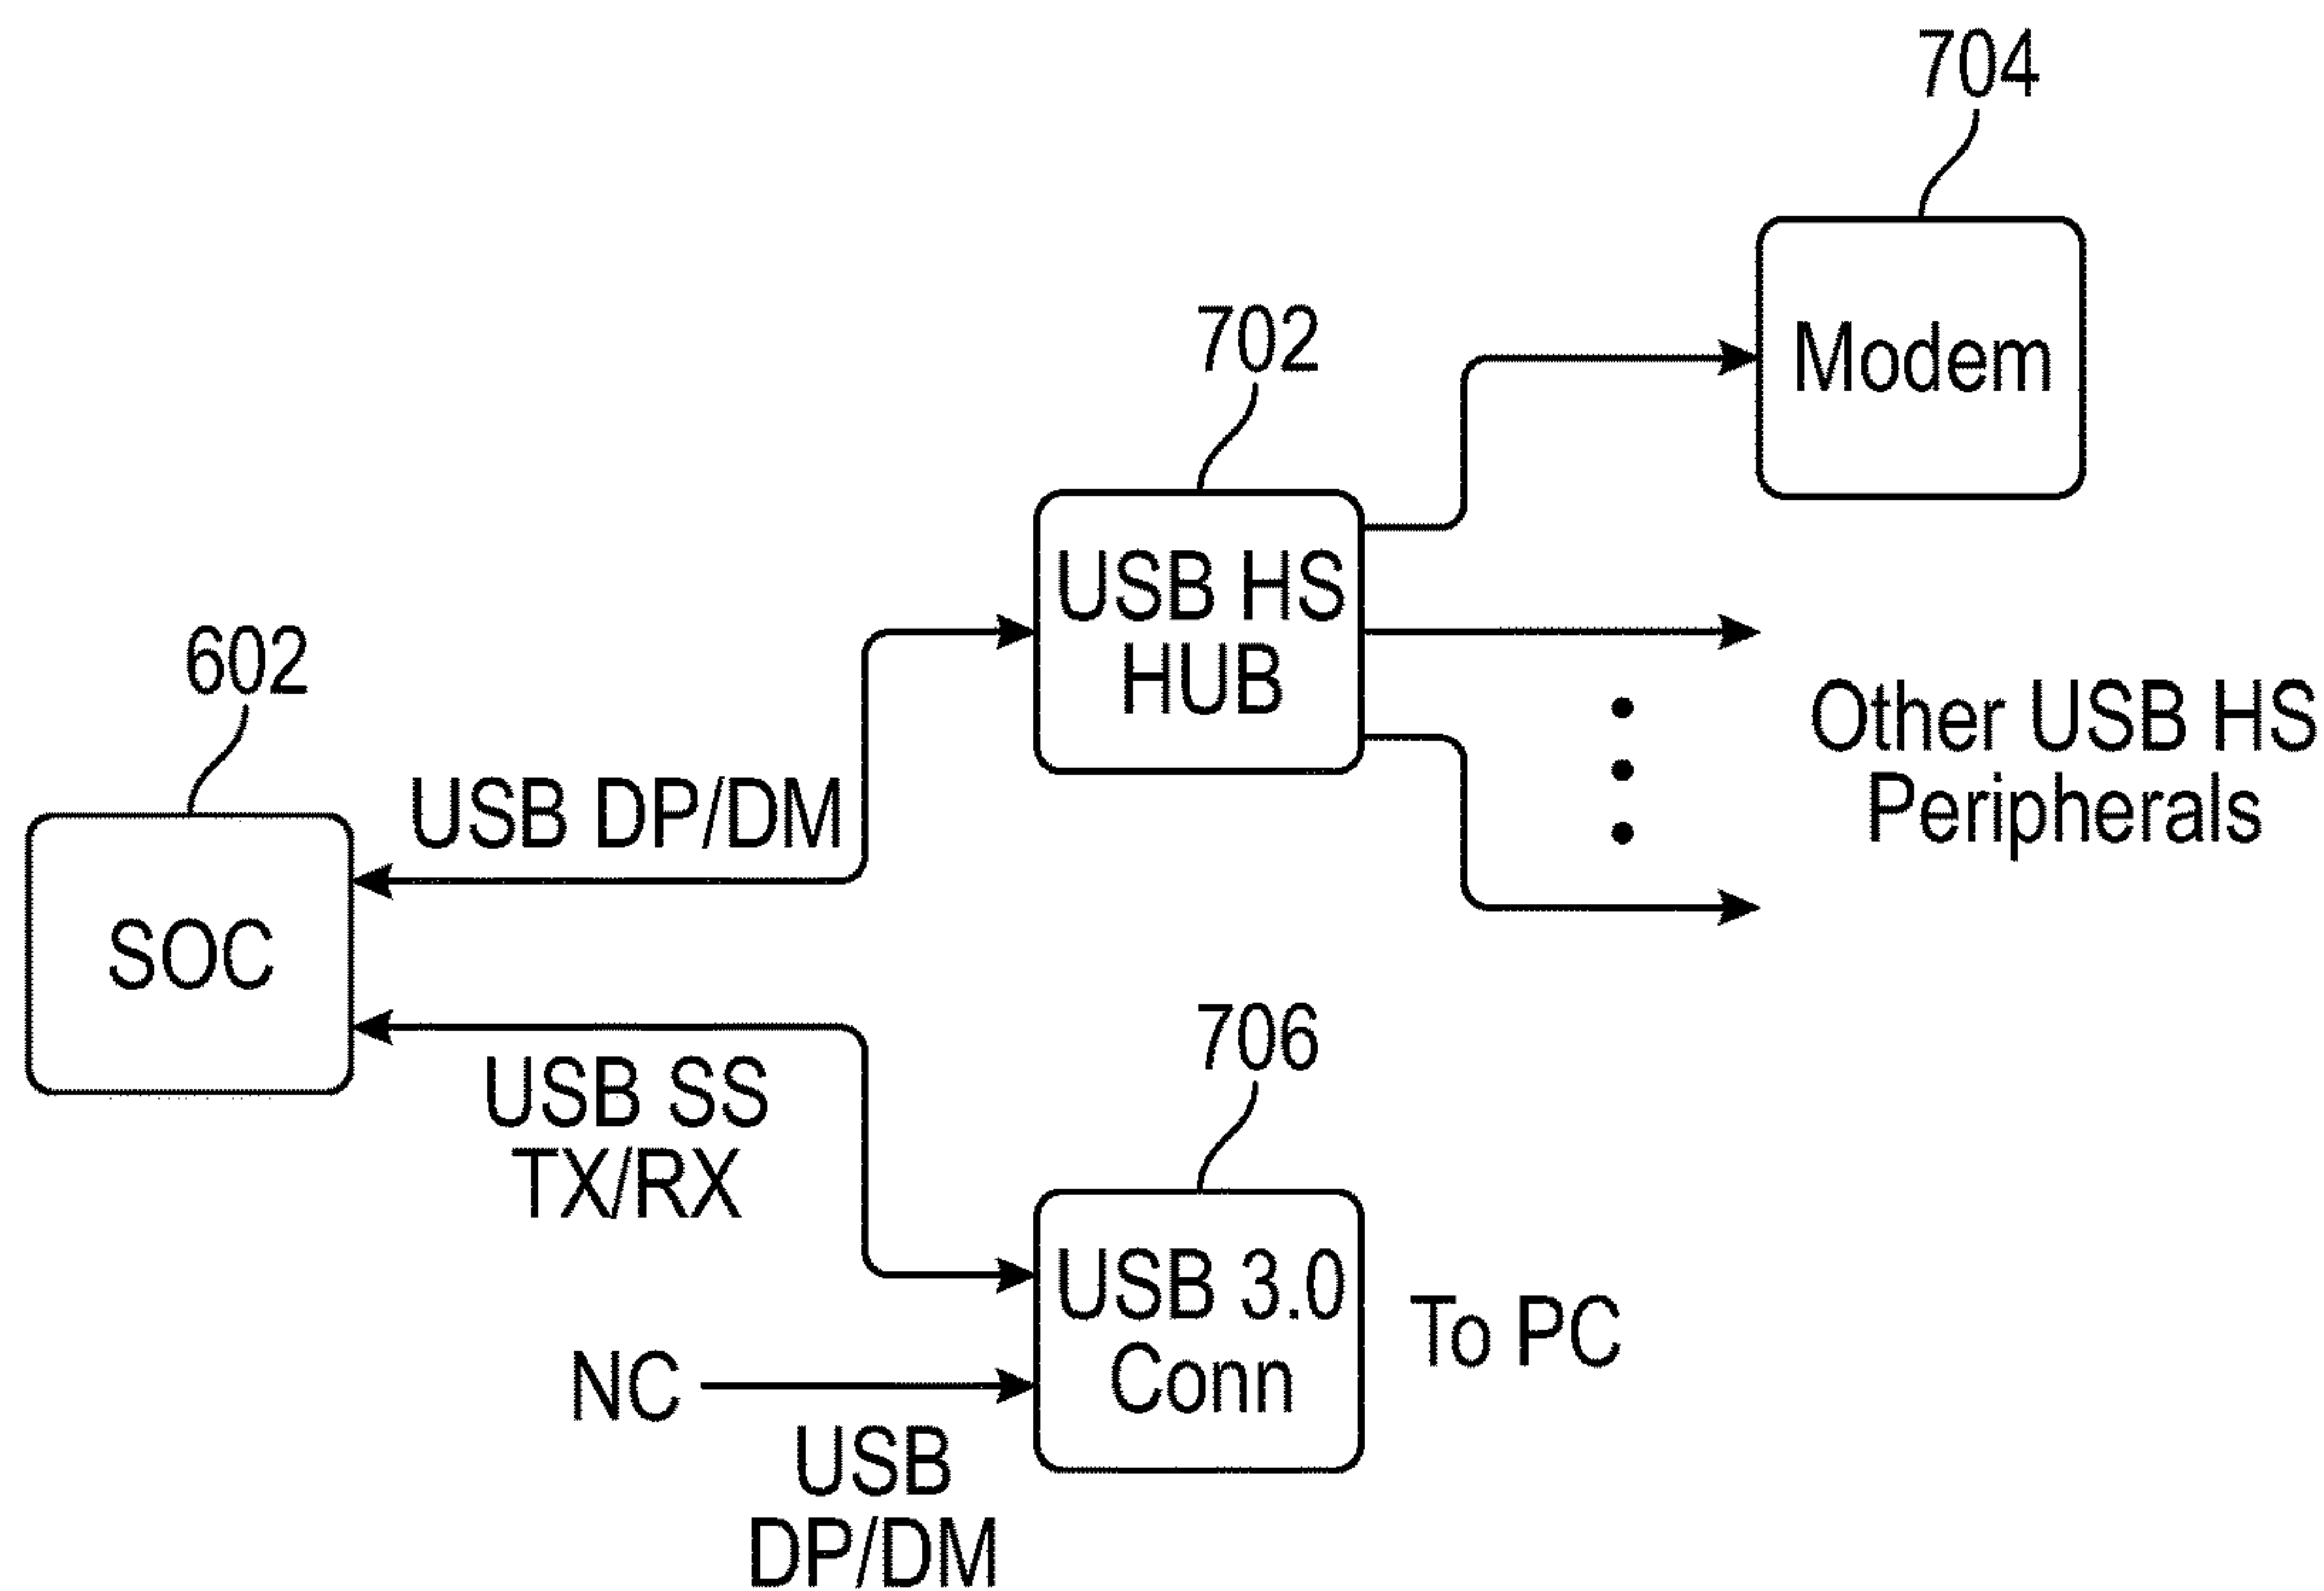 704
702
Modem
USB HS
HUB
602
Other USB HS
Peripherals
USB DP/DM
SOC
706
USB SS
TX/RX
USB 3.0
Conn
To PC
NC
USB
DP/DM